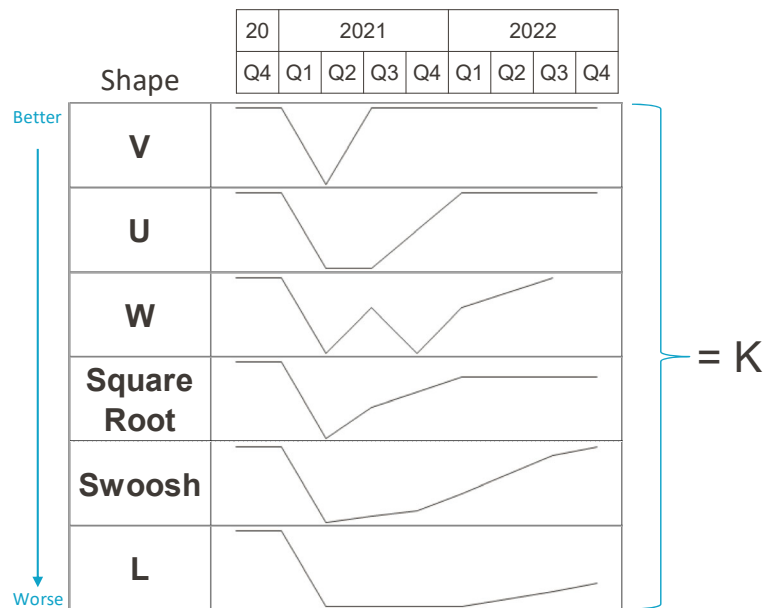 20 2021 2022
Q4 Q1 Q2 Q3 Q4 Q1 Q2 Q3 Q4
Shape
Better
V
U
W
= K
Square
Root
Swoosh
L
Worse